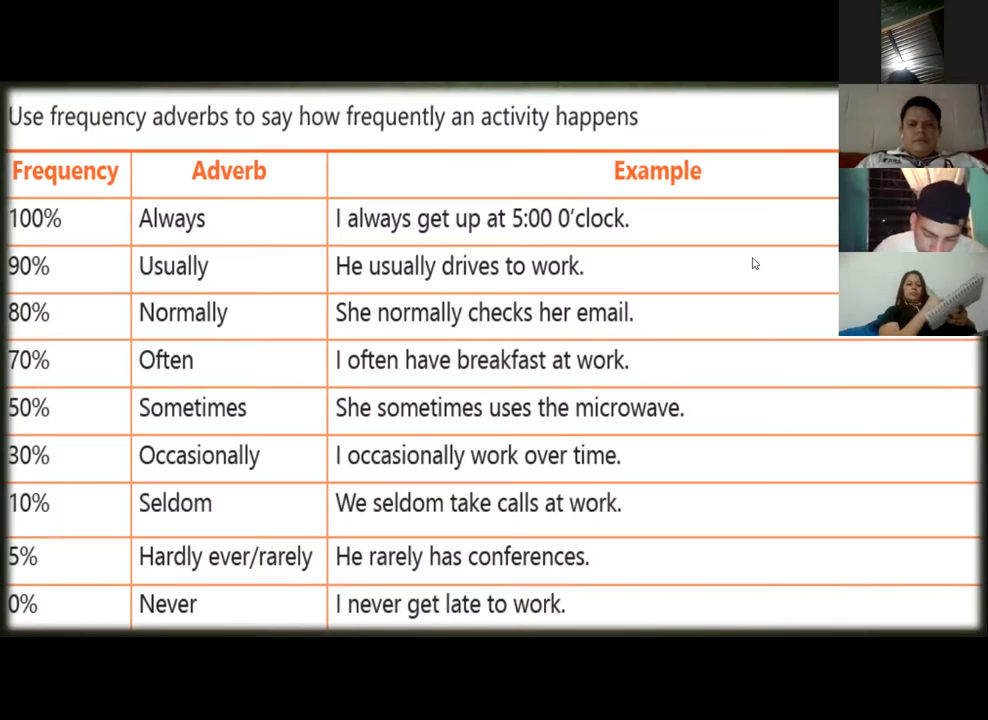 Use frequency adverbs to say how frequently an activity happens
Frequency Adverb Example
100% Always I always get up at 5:00 0'clock.
90% Usually He usually drives to work.
80% Normally She normally checks her email.
70% Often I often have breakfast at work.
50% Sometimes She sometimes uses the microwave.
30% Occasionally I occasionally work over time.
10% Seldom We seldom take calls at work.
5% Hardly ever/rarely He rarely has conferences.
0% Never I never get late to work.